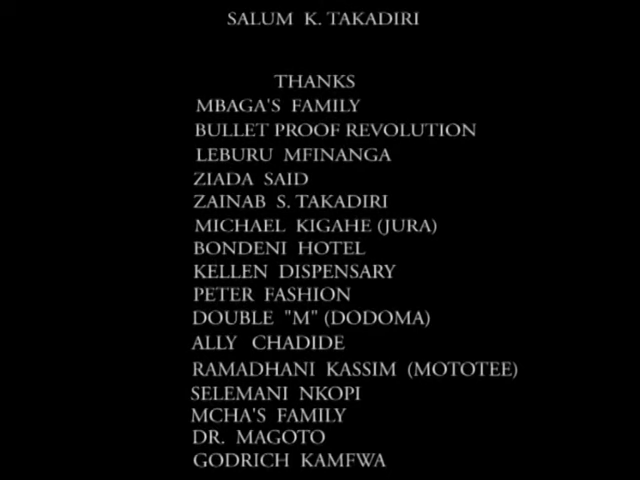 SALUM K. TAKADIRI
THANKS
MBAGA'S FAMILY
BULLET PROOF REVOLUTION
LEBURU MFINANGA
ZIADA SAID
ZAINAB S. TAKADIRI
MICHAEL KIGAHE (JURA)
BONDENI HOTEL
KELLEN DISPENSARY
PETER FASHION
DOUBLE "M" (DODOMA)
ALLY CHADIDE
RAMADHANI KASSIM (MOTOTEE)
SELEMANI NKOPI
MCHA'S FAMILY
DR. MAGOTO
GODRICH KAMFWA